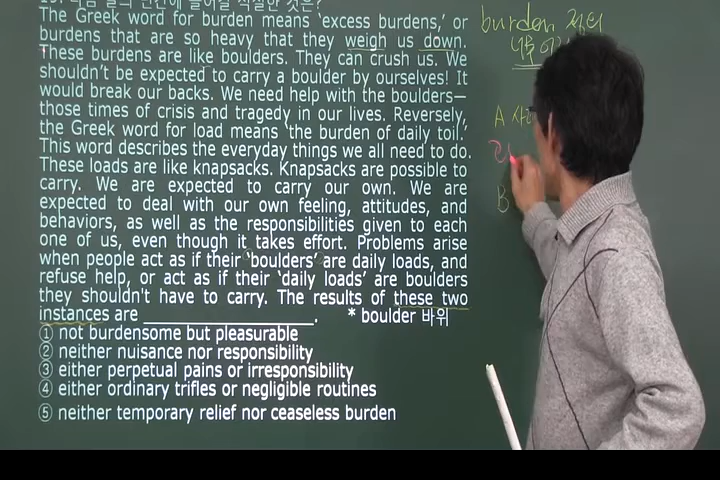 The Greek word for burden means ‘excess burdens,’ or
burdens that are so heavy that they weigh us down.
These burdens are like boulders. They can crush us. We
shouldn’t be expected to carry a boulder by ourselves! It
would break our backs. We need help with the boulders—
those times of crisis and tragedy in our lives. Reversely,
the Greek word for load means ‘the burden of daily toil.’
This word describes the everyday things we all need to do.
These loads are like knapsacks. Knapsacks are possible to
carry. We are expected to carry our own. We are
expected to deal with our own feeling, attitudes, and
behaviors, as well as the responsibilities given to each
one of us, even though it takes effort. Problems arise
when people act as if their ‘boulders’ are daily loads, and
refuse help, or act as if their ‘daily loads’ are boulders
they shouldn't have to carry. The results of these two
instances are ____________________. * boulder 바위
① not burdensome but pleasurable
② neither nuisance nor responsibility
③ either perpetual pains or irresponsibility
④ either ordinary trifles or negligible routines
⑤ neither temporary relief nor ceaseless burden
burden
A
B